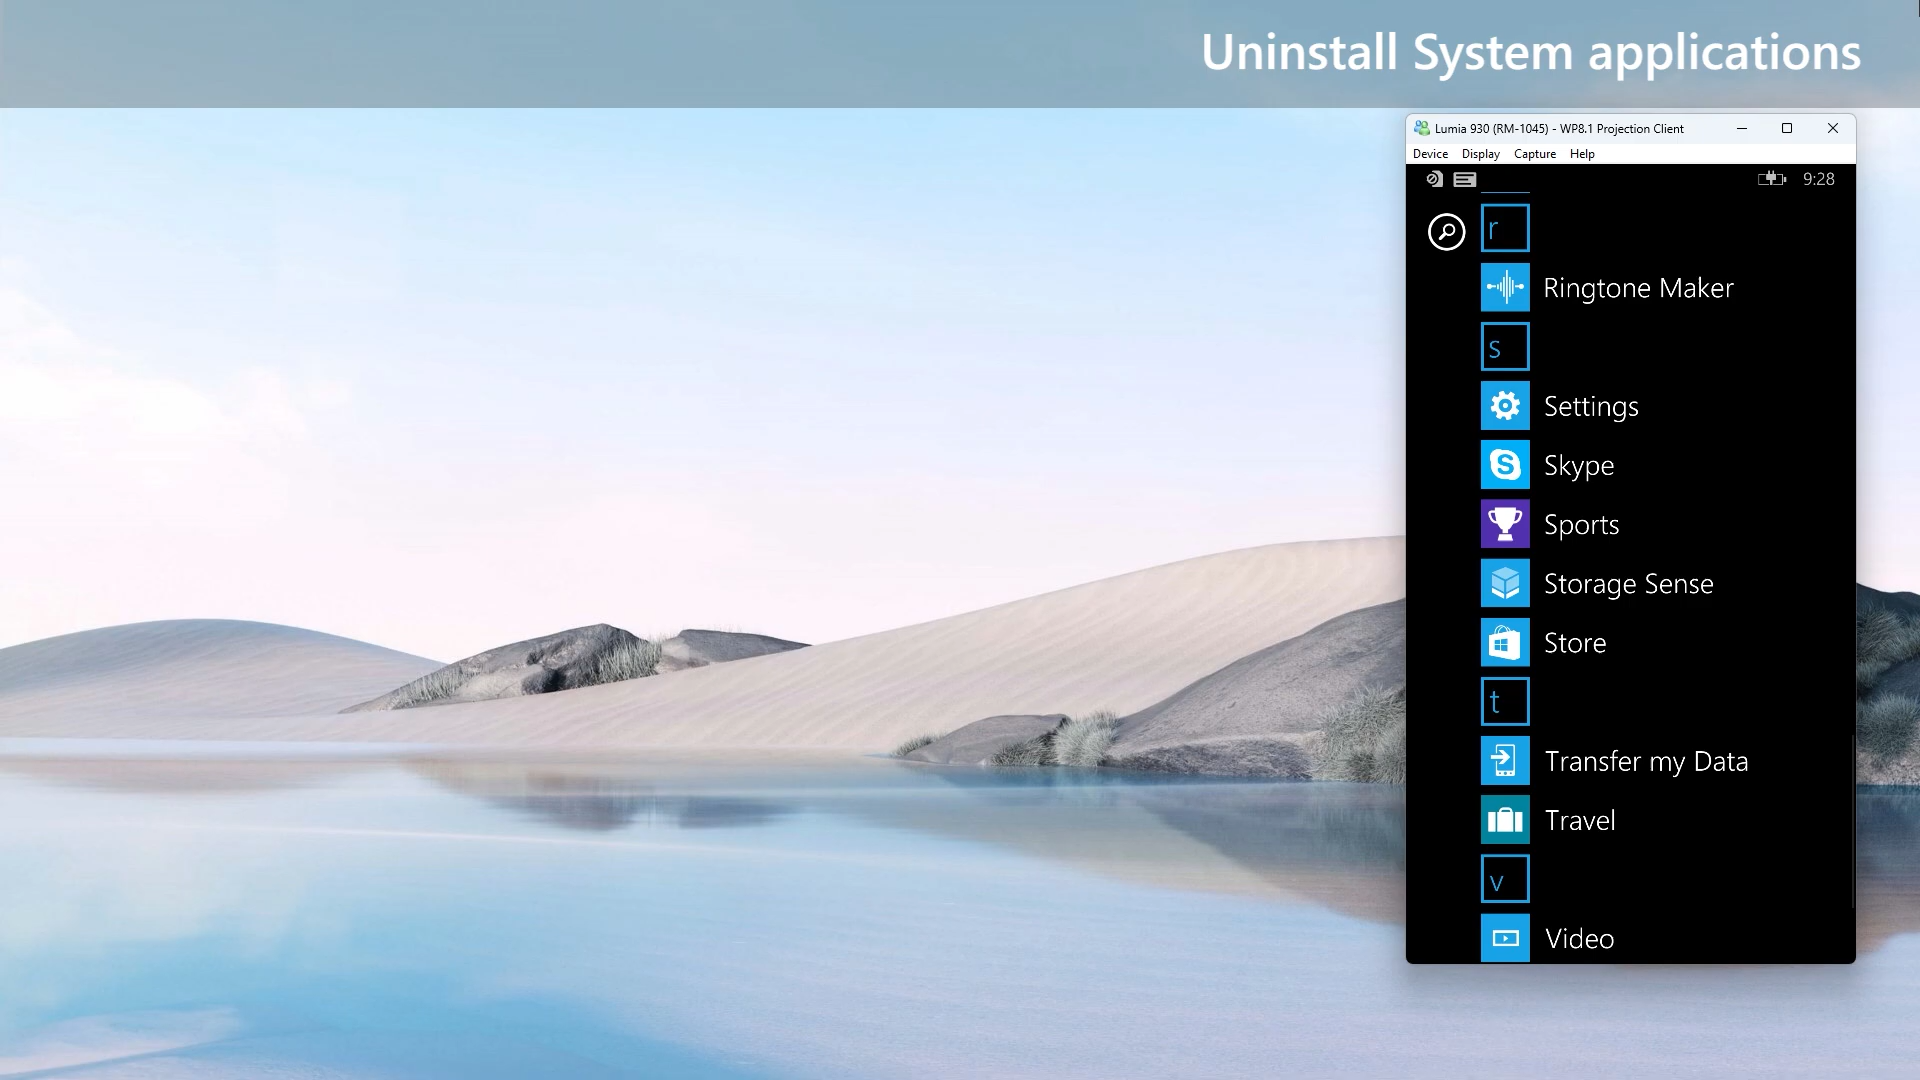 Uninstall System applications
Lumia 930 (RM-1045) - WP8.1 Projection Client
Device Display Capture Help
9:28
r
Ringtone Maker
s
Settings
Skype
Sports
Storage Sense
Store
t
Transfer my Data
Travel
v
Video